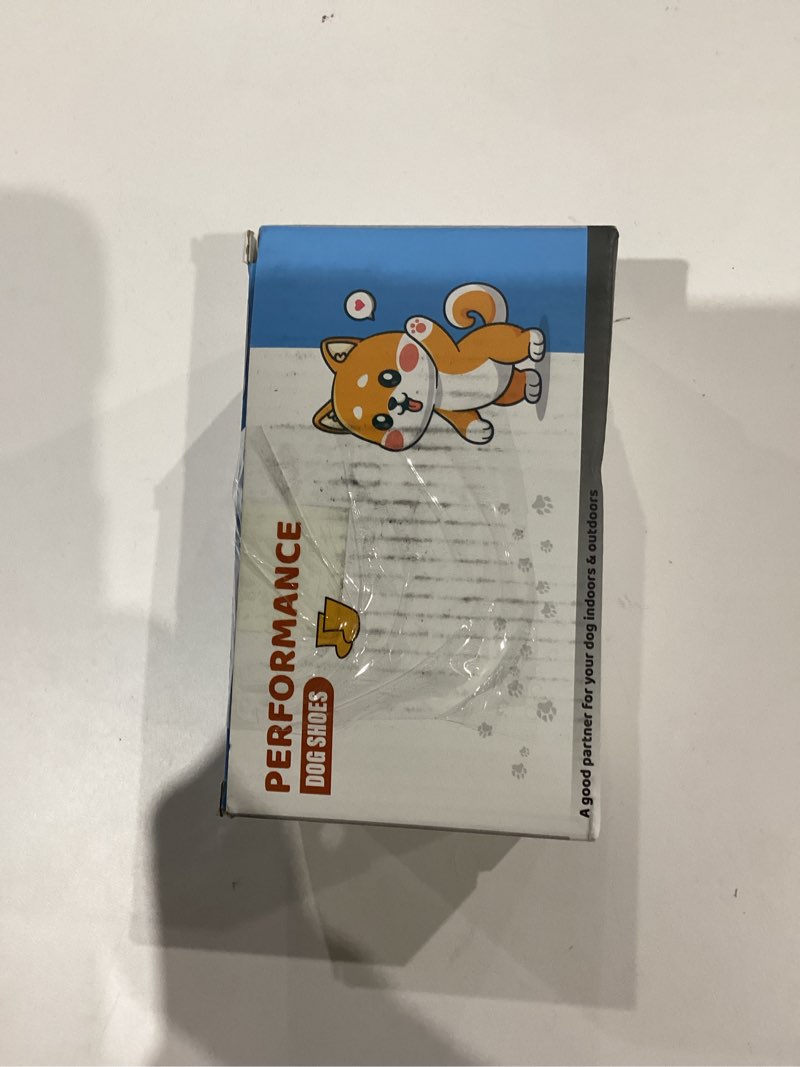 PERFORMANCE
DOG SHOES
A good partner for your dog indoors & outdoors